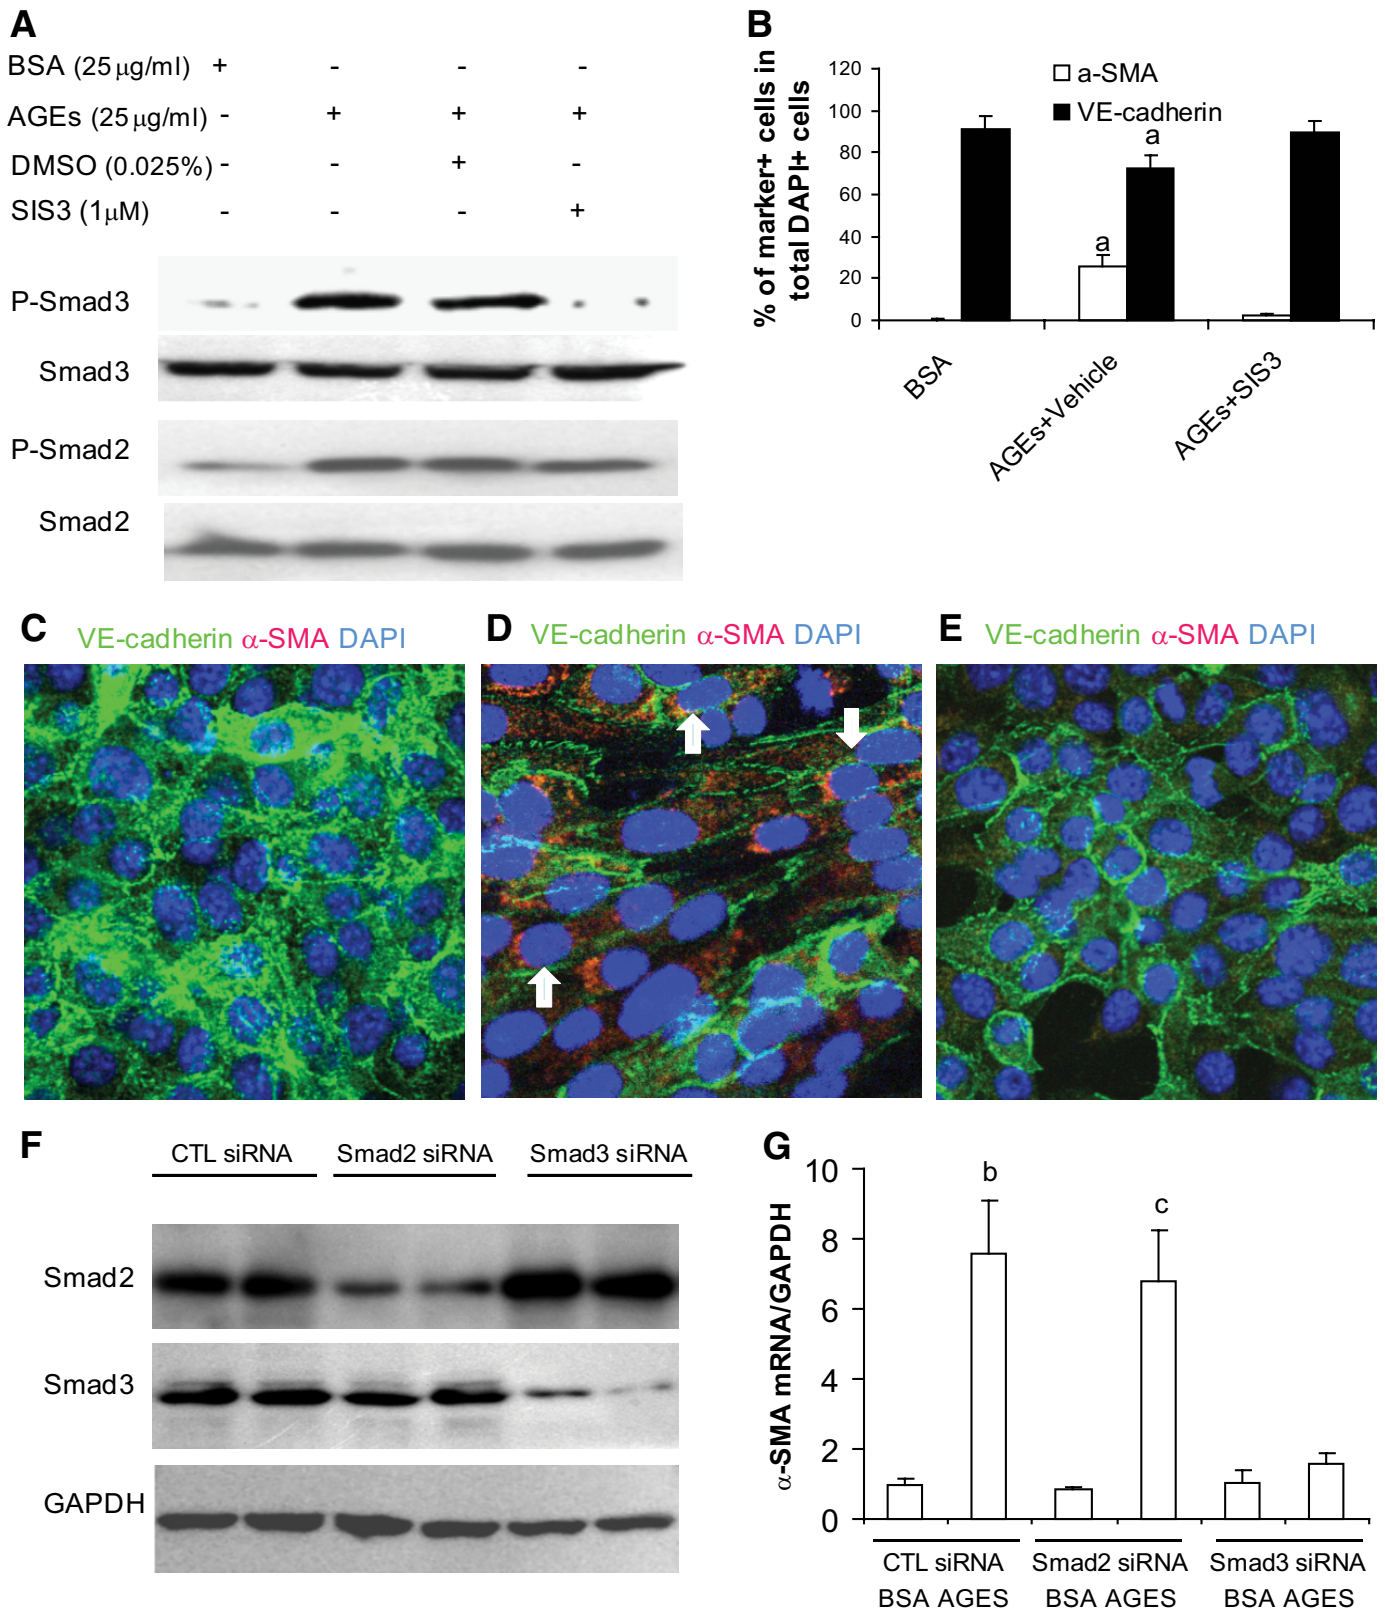 A
BSA (25 μg/ml) + - - -
AGEs (25 μg/ml) - + + +
DMSO (0.025%) - - + -
SIS3 (1μM) - - - +
P-Smad3
Smad3
P-Smad2
Smad2
B
% of marker+ cells in
total DAPI+ cells
120
100
80
60
40
20
0
a-SMA
VE-cadherin
a
a
BSA
AGEs+Vehicle
AGEs+SIS3
C VE-cadherin α-SMA DAPI
D VE-cadherin α-SMA DAPI
E VE-cadherin α-SMA DAPI
F
CTL siRNA Smad2 siRNA Smad3 siRNA
Smad2
Smad3
GAPDH
G
α-SMA mRNA/GAPDH
10
8
6
4
2
0
b
c
CTL siRNA Smad2 siRNA Smad3 siRNA
BSA AGES BSA AGES BSA AGES